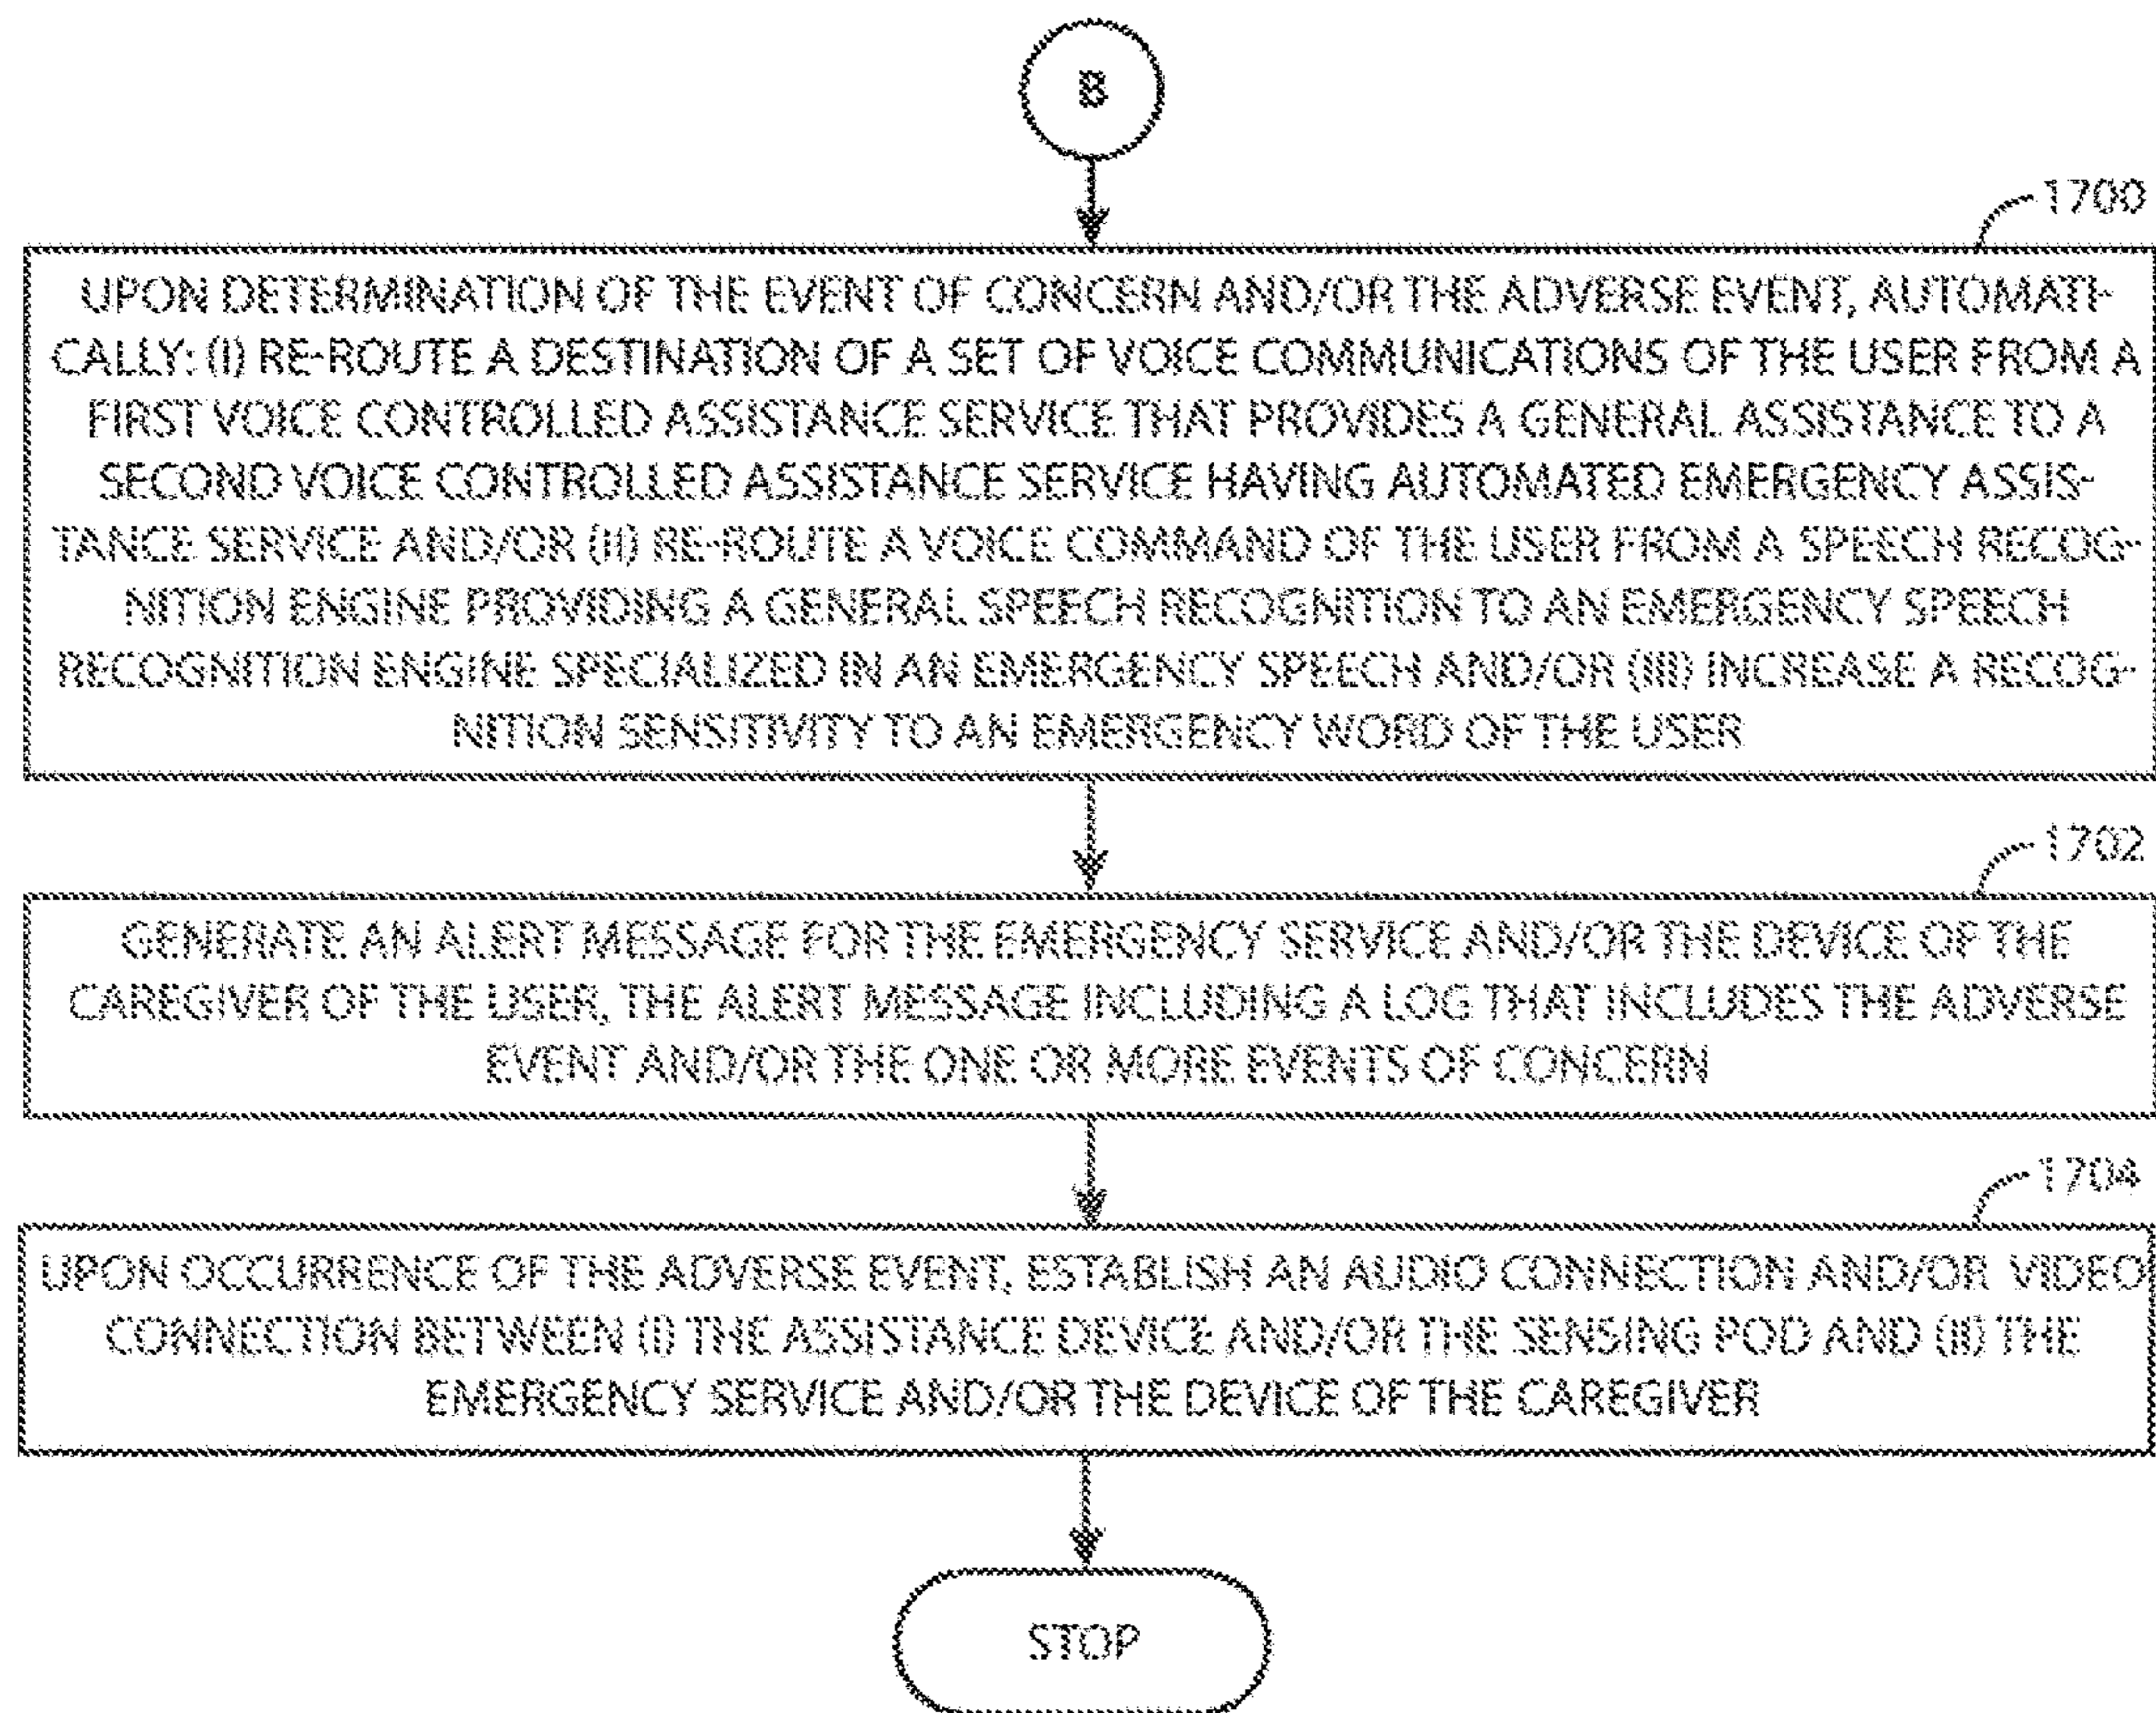 B
1700
UPON DETERMINATION OF THE EVENT OF CONCERN AND/OR THE ADVERSE EVENT, AUTOMATI-
CALLY: (I) RE-ROUTE A DESTINATION OF A SET OF VOICE COMMUNICATIONS OF THE USER FROM A
FIRST VOICE CONTROLLED ASSISTANCE SERVICE THAT PROVIDES A GENERAL ASSISTANCE TO A
SECOND VOICE CONTROLLED ASSISTANCE SERVICE HAVING AUTOMATED EMERGENCY ASSIS-
TANCE SERVICE AND/OR (II) RE-ROUTE A VOICE COMMAND OF THE USER FROM A SPEECH RECOG-
NITION ENGINE PROVIDING A GENERAL SPEECH RECOGNITION TO AN EMERGENCY SPEECH
RECOGNITION ENGINE SPECIALIZED IN AN EMERGENCY SPEECH AND/OR (III) INCREASE A RECOG-
NITION SENSITIVITY TO AN EMERGENCY WORD OF THE USER
1702
GENERATE AN ALERT MESSAGE FOR THE EMERGENCY SERVICE AND/OR THE DEVICE OF THE
CAREGIVER OF THE USER, THE ALERT MESSAGE INCLUDING A LOG THAT INCLUDES THE ADVERSE
EVENT AND/OR THE ONE OR MORE EVENTS OF CONCERN
1704
UPON OCCURRENCE OF THE ADVERSE EVENT, ESTABLISH AN AUDIO CONNECTION AND/OR VIDEO
CONNECTION BETWEEN (I) THE ASSISTANCE DEVICE AND/OR THE SENSING POD AND (II) THE
EMERGENCY SERVICE AND/OR THE DEVICE OF THE CAREGIVER
STOP